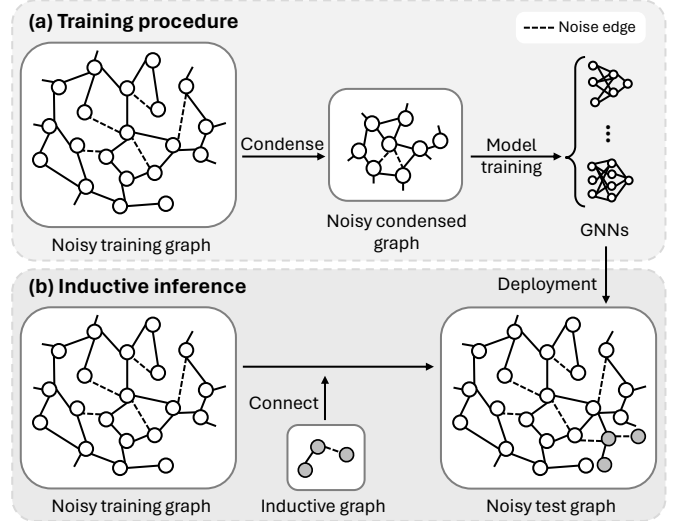 (a) Training procedure
Noise edge
Condense
Model
training
...
Noisy training graph
Noisy condensed
graph
GNNs
Deployment
(b) Inductive inference
Connect
Noisy training graph
Inductive graph
Noisy test graph